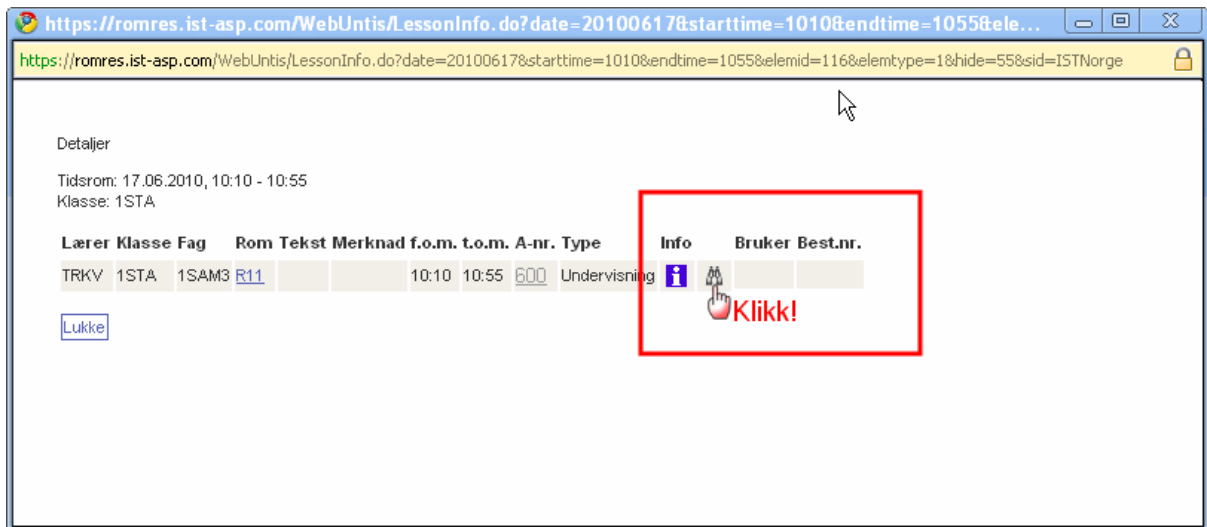 https://romres.ist-asp.com/WebUntis/LessonInfo.do?date=20100617&starttime=1010&endtime=1055&ele...
https://romres.ist-asp.com/WebUntis/LessonInfo.do?date=20100617&starttime=1010&endtime=1055&elemid=116&elemtype=1&hide=55&sid=ISTNorge
Detaljer
Tidsrom: 17.06.2010, 10:10 - 10:55
Klasse: 1STA
Lærer Klasse Fag Rom Tekst Merknad f.o.m. t.o.m. A-nr. Type Info Bruker Best.nr.
TRKV 1STA 1SAM3 R11 10:10 10:55 600 Undervisning i
Klikk!
Lukke